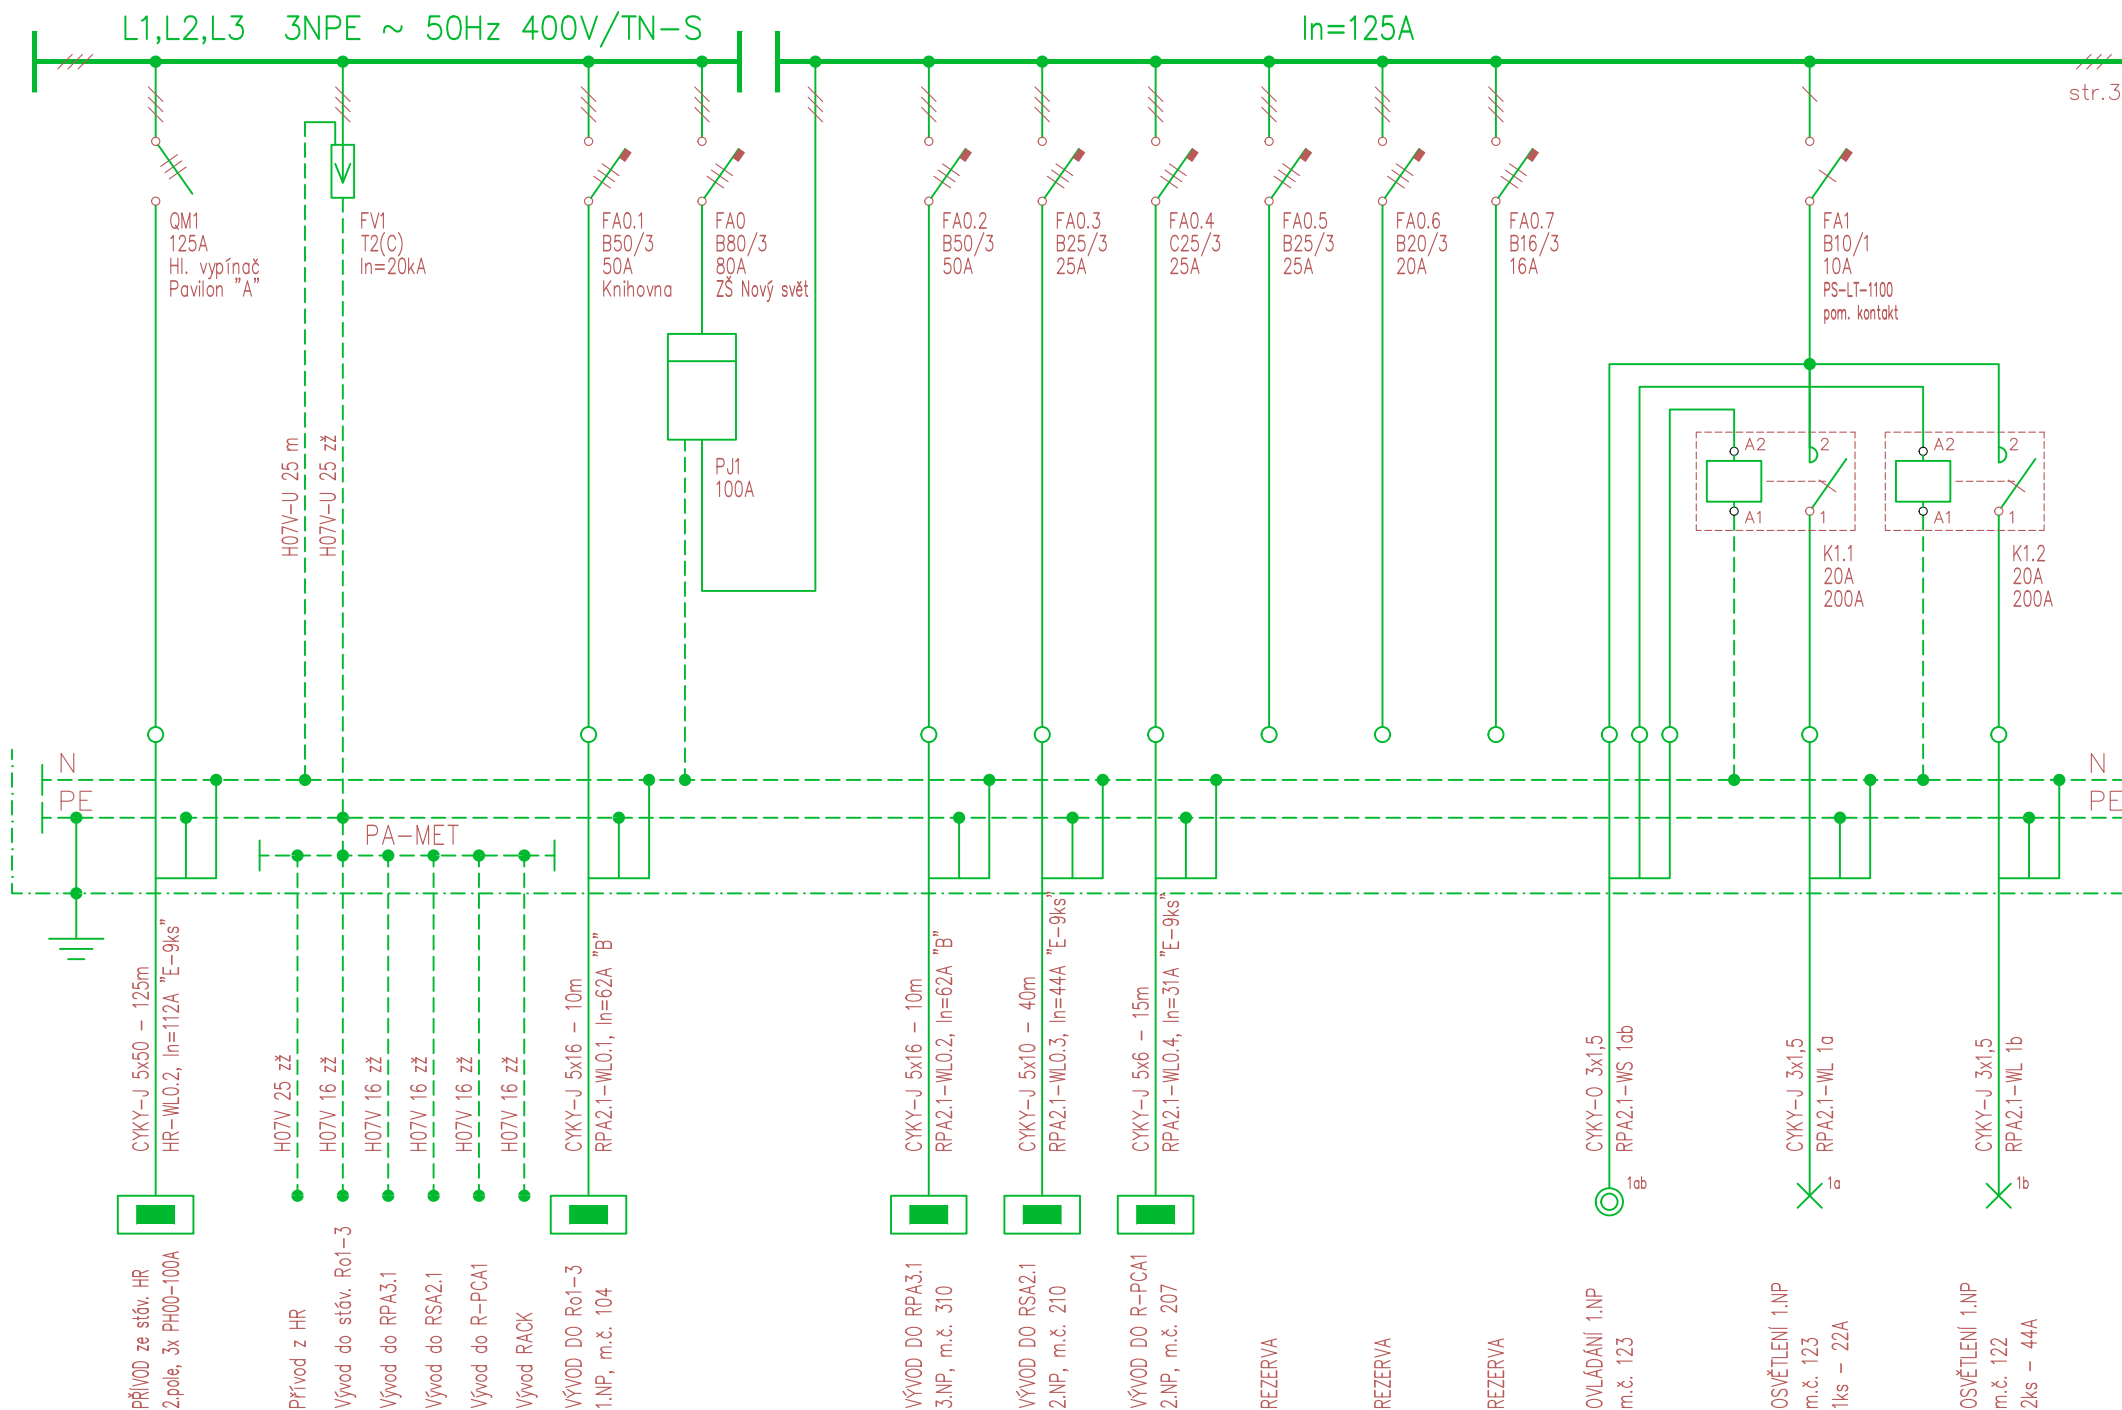 L1,L2,L3   3NPE ~ 50Hz 400V/TN-S
In=125A
str.3
QM1
125A
Hl. vypínač
Pavilon "A"
FV1
T2(C)
In=20kA
FA0.1
B50/3
50A
Knihovna
FA0
B80/3
80A
ZŠ Nový svět
FA0.2
B50/3
50A
FA0.3
B25/3
25A
FA0.4
C25/3
25A
FA0.5
B25/3
25A
FA0.6
B20/3
20A
FA0.7
B16/3
16A
FA1
B10/1
10A
PS-LT-1100
pom. kontakt
H07V-U 25 m
H07V-U 25 zž
PJ1
100A
A2
2
A1
1
K1.1
20A
200A
A2
2
A1
1
K1.2
20A
200A
N
PE
N
PE
PA-MET
CYKY-J 5x50 - 125m
HR-WL0.2, In=112A "E-9ks"
H07V 25 zž
H07V 16 zž
H07V 16 zž
H07V 16 zž
H07V 16 zž
H07V 16 zž
CYKY-J 5x16 - 10m
RPA2.1-WL0.1, In=62A "B"
CYKY-J 5x16 - 10m
RPA2.1-WL0.2, In=62A "B"
CYKY-J 5x10 - 40m
RPA2.1-WL0.3, In=44A "E-9ks"
CYKY-J 5x6 - 15m
RPA2.1-WL0.4, In=31A "E-9ks"
CYKY-O 3x1,5
RPA2.1-WS 1ab
CYKY-J 3x1,5
RPA2.1-WL 1a
CYKY-J 3x1,5
RPA2.1-WL 1b
1ab
1a
1b
PŘÍVOD ze stáv. HR
2.pole, 3x PH00-100A
Přívod z HR
Vývod do stáv. Ro1-3
Vývod do RPA3.1
Vývod do RSA2.1
Vývod do R-PCA1
Vývod RACK
VÝVOD DO Ro1-3
1.NP, m.č. 104
VÝVOD DO RPA3.1
3.NP, m.č. 310
VÝVOD DO RSA2.1
2.NP, m.č. 210
VÝVOD DO R-PCA1
2.NP, m.č. 207
REZERVA
REZERVA
REZERVA
OVLÁDÁNÍ 1.NP
m.č. 123
OSVĚTLENÍ 1.NP
m.č. 123
1ks - 22A
OSVĚTLENÍ 1.NP
m.č. 122
2ks - 44A